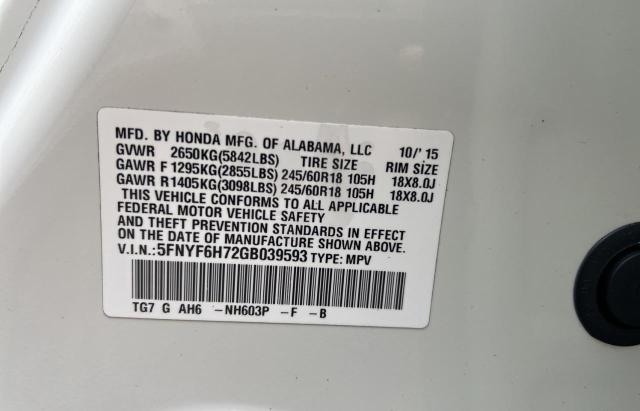 MFD. BY HONDA MFG. OF ALABAMA, LLC 10/'15
GVWR 2650KG(5842LBS) TIRE SIZE RIM SIZE
GAWR F 1295KG(2855LBS) 245/60R18 105H 18X8.0J
GAWR R1405KG(3098LBS) 245/60R18 105H 18X8.0J
THIS VEHICLE CONFORMS TO ALL APPLICABLE
FEDERAL MOTOR VEHICLE SAFETY
AND THEFT PREVENTION STANDARDS IN EFFECT
ON THE DATE OF MANUFACTURE SHOWN ABOVE.
V.I.N.:5FNYF6H72GB039593 TYPE: MPV
TG7 G AH6 -NH603P -F -B